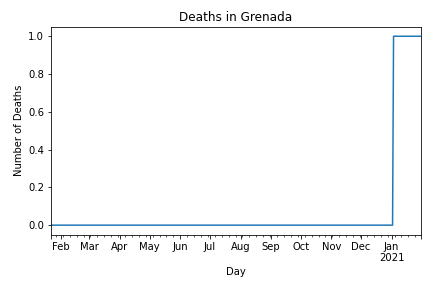 Deaths in Grenada
1.0
0.8
0.6
0.4
0.2
0.0
Number of Deaths
Feb Mar Apr May Jun Jul Aug Sep Oct Nov Dec Jan
2021
Day